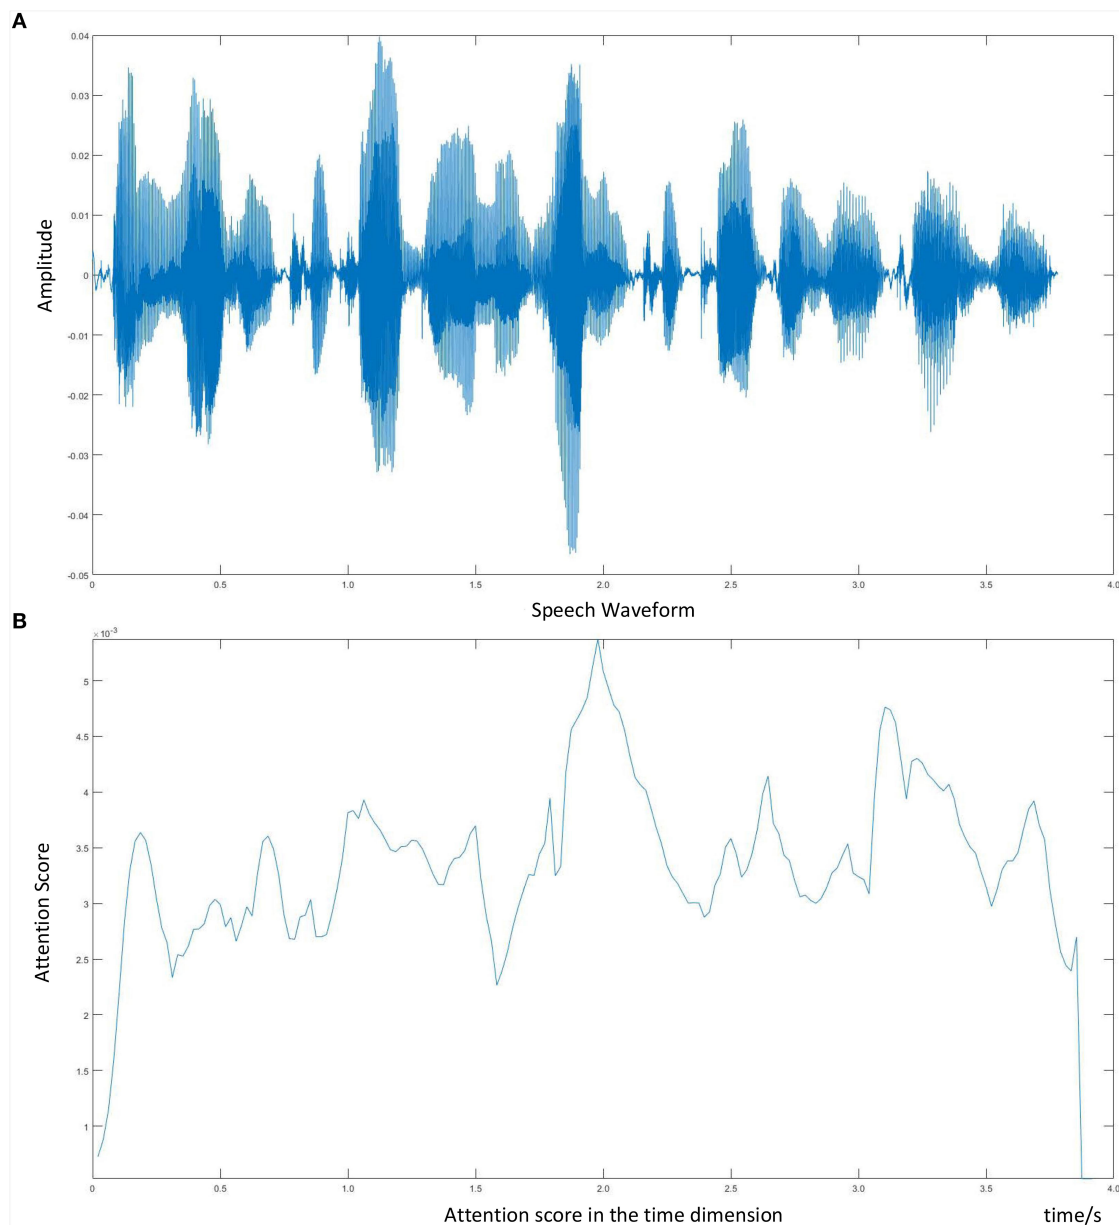 A
0.04
0.03
0.02
0.01
0
-0.01
-0.02
-0.03
-0.04
-0.05
Amplitude
0 0.5 1.0 1.5 2.0 2.5 3.0 3.5 4.0
Speech Waveform
B
×10-3
5
4.5
4
3.5
3
2.5
2
1.5
1
Attention Score
0 0.5 1.0 1.5 2.0 2.5 3.0 3.5 4.0
Attention score in the time dimension time/s